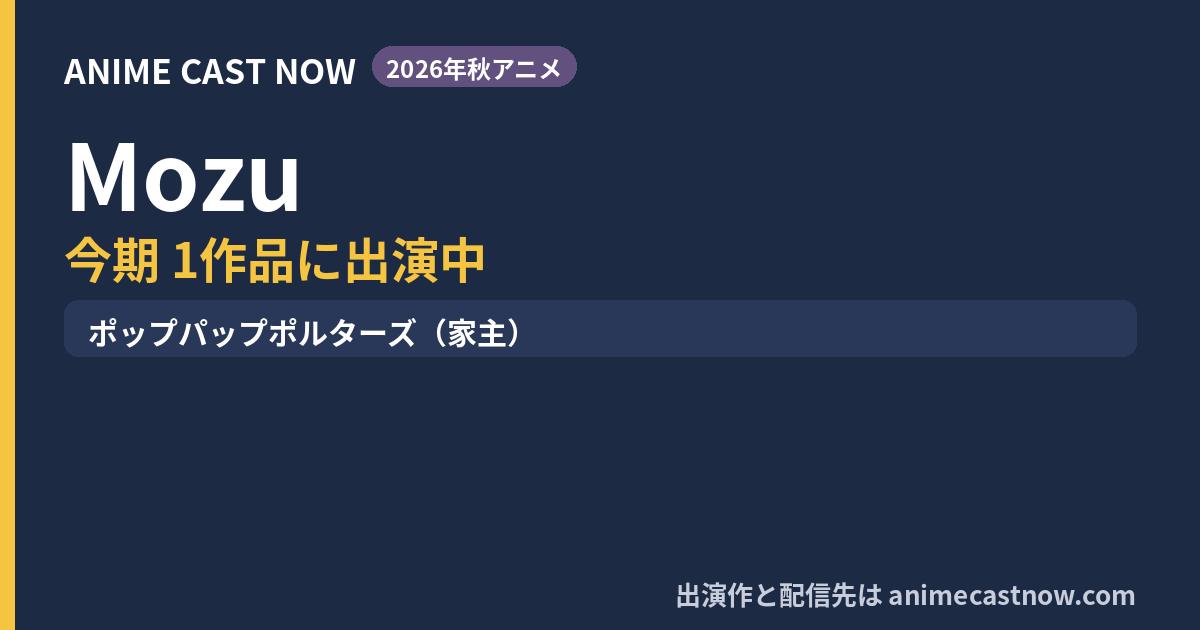 ANIME CAST NOW 2026年秋アニメ
Mozu
今期 1作品に出演中
ポップパップポルターズ（家主）
出演作と配信先は animecastnow.com